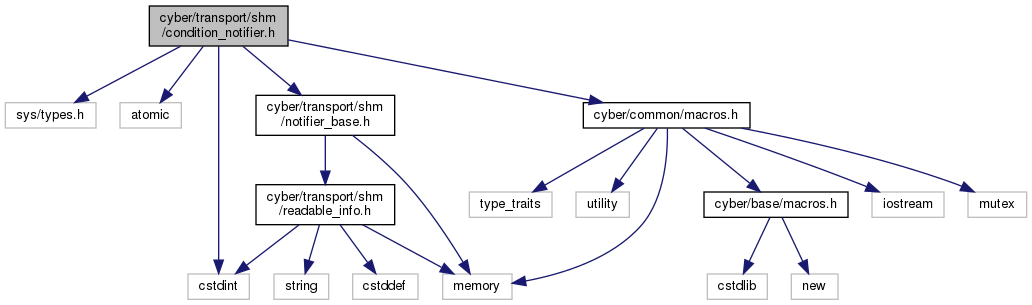 cyber/transport/shm
/condition_notifier.h
sys/types.h
atomic
cyber/transport/shm
/notifier_base.h
cyber/common/macros.h
cyber/transport/shm
/readable_info.h
type_traits
utility
cyber/base/macros.h
iostream
mutex
cstdint
string
cstddef
memory
cstdlib
new